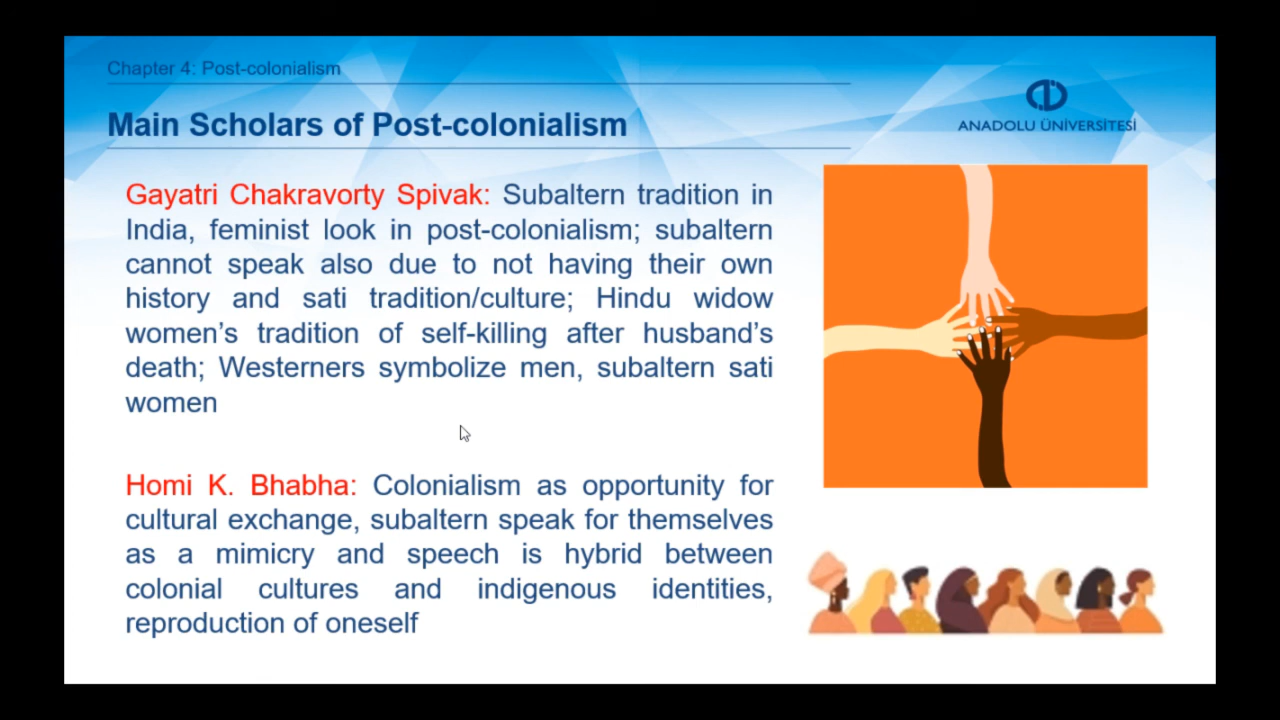 Chapter 4: Post-colonialism
Main Scholars of Post-colonialism
ANADOLU ÜNİVERSİTESİ
Gayatri Chakravorty Spivak: Subaltern tradition in
India, feminist look in post-colonialism; subaltern
cannot speak also due to not having their own
history and sati tradition/culture; Hindu widow
women’s tradition of self-killing after husband’s
death; Westerners symbolize men, subaltern sati
women
Homi K. Bhabha: Colonialism as opportunity for
cultural exchange, subaltern speak for themselves
as a mimicry and speech is hybrid between
colonial cultures and indigenous identities,
reproduction of oneself